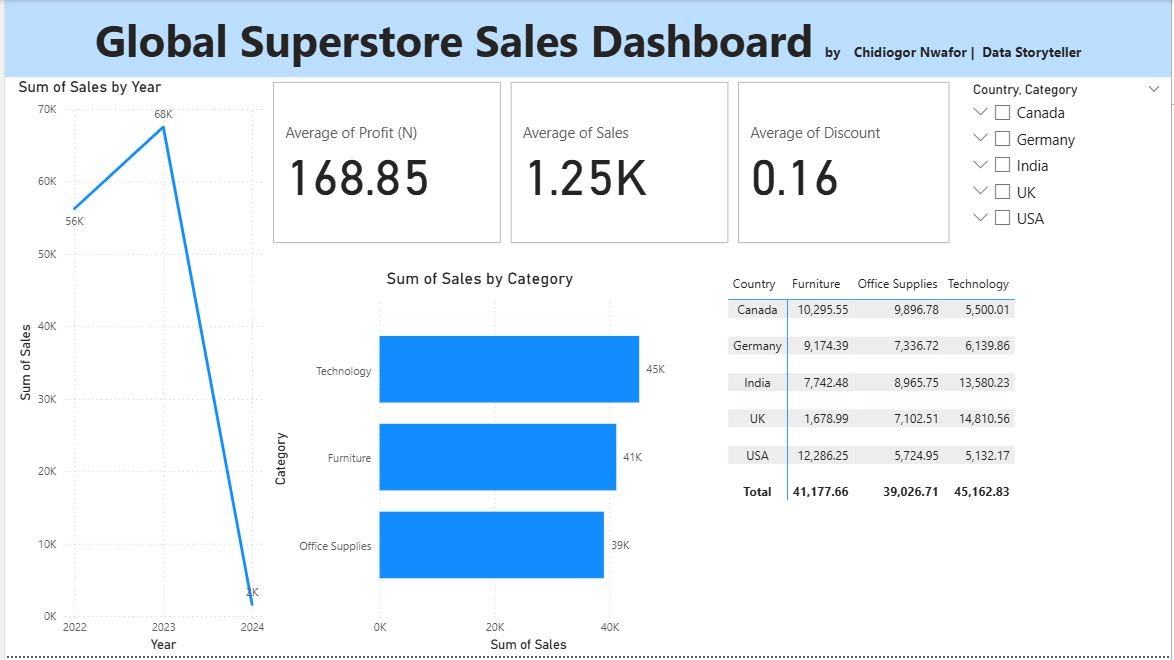 Global Superstore Sales Dashboard by Chidiogor Nwafor | Data Storyteller
Sum of Sales by Year
70K
60K
50K
40K
30K
20K
10K
0K
Sum of Sales
56K
68K
2K
2022 2023 2024
Year
Average of Profit (N)
168.85
Average of Sales
1.25K
Average of Discount
0.16
Country, Category
Canada
Germany
India
UK
USA
Sum of Sales by Category
Category
Technology 45K
Furniture 41K
Office Supplies 39K
0K 20K 40K
Sum of Sales
Country Furniture Office Supplies Technology
Canada 10,295.55 9,896.78 5,500.01
Germany 9,174.39 7,336.72 6,139.86
India 7,742.48 8,965.75 13,580.23
UK 1,678.99 7,102.51 14,810.56
USA 12,286.25 5,724.95 5,132.17
Total 41,177.66 39,026.71 45,162.83